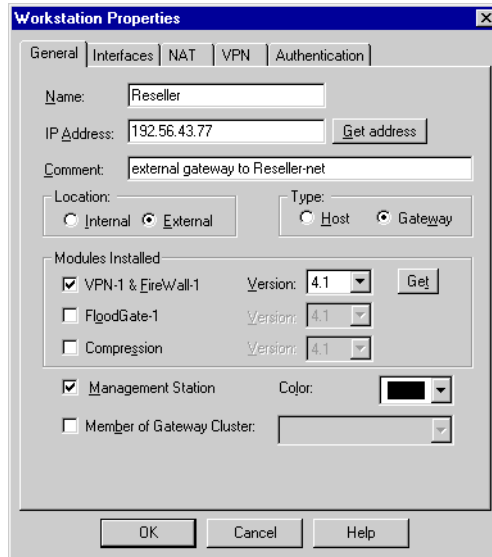 Workstation Properties
General Interfaces NAT VPN Authentication
Name: Reseller
IP Address: 192.56.43.77 Get address
Comment: external gateway to Reseller-net
Location: Type:
Internal External Host Gateway
Modules Installed
VPN-1 & FireWall-1 Version: 4.1 Get
FloodGate-1 Version: 4.1
Compression Version: 4.1
Management Station Color:
Member of Gateway Cluster:
OK Cancel Help